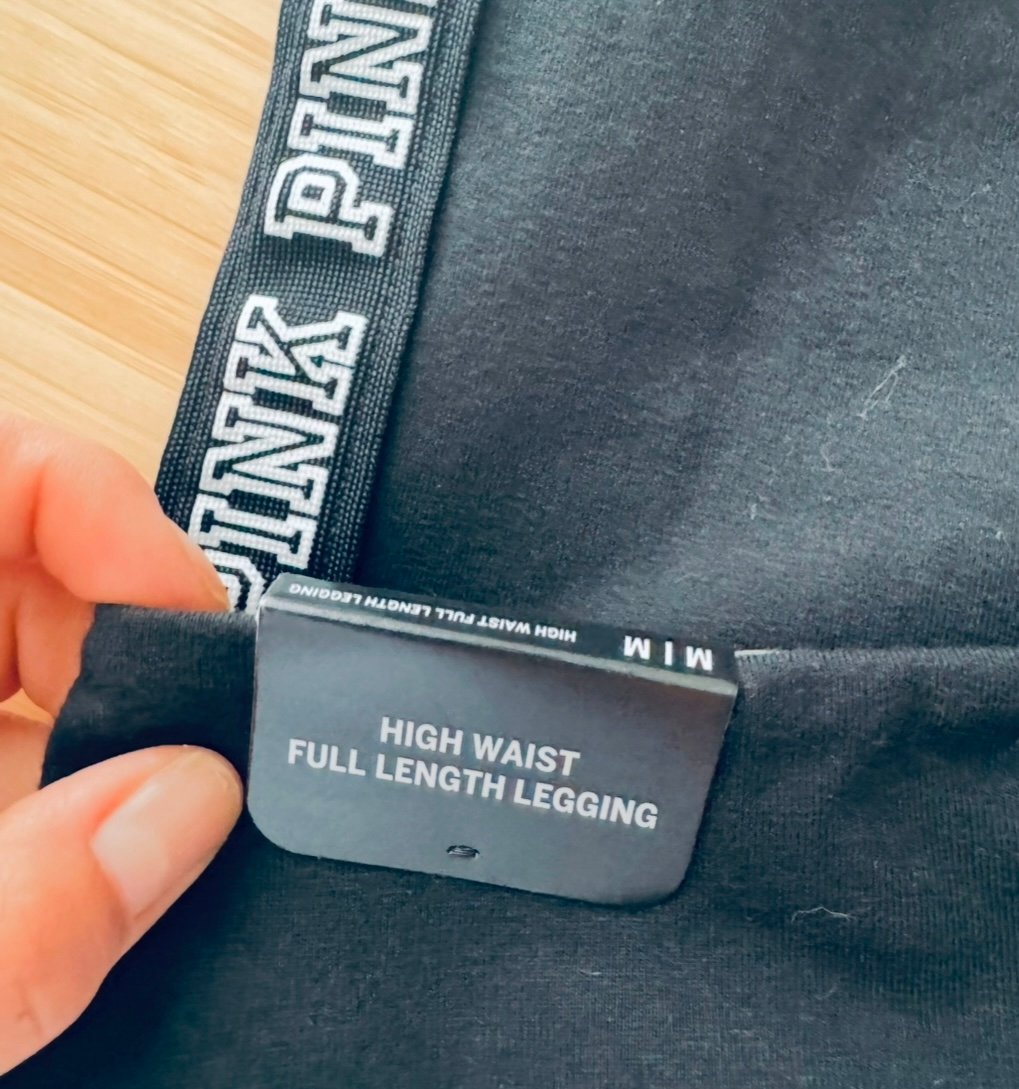 PINK
PINK
HIGH WAIST FULL LENGTH LEGGING M | M
HIGH WAIST
FULL LENGTH LEGGING